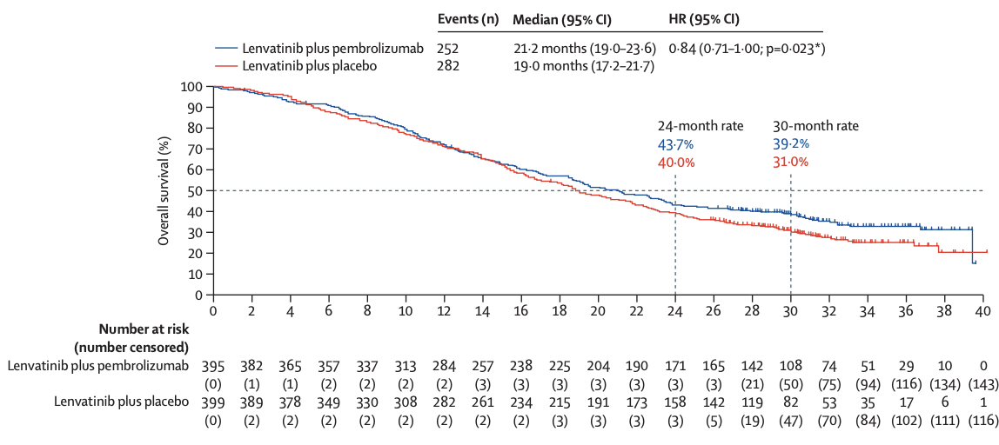 Events (n) Median (95% CI) HR (95% CI)
Lenvatinib plus pembrolizumab 252 21·2 months (19·0–23·6) 0·84 (0·71–1·00; p=0·023*)
Lenvatinib plus placebo 282 19·0 months (17·2–21·7)
Overall survival (%)
100
90
80
70
60
50
40
30
20
10
0
24-month rate
43·7%
40·0%
30-month rate
39·2%
31·0%
0 2 4 6 8 10 12 14 16 18 20 22 24 26 28 30 32 34 36 38 40
Number at risk
(number censored)
Lenvatinib plus pembrolizumab 395 382 365 357 337 313 284 257 238 225 204 190 171 165 142 108 74 51 29 10 0
(0) (1) (1) (2) (2) (2) (2) (3) (3) (3) (3) (3) (3) (3) (21) (50) (75) (94) (116) (134) (143)
Lenvatinib plus placebo 399 389 378 349 330 308 282 261 234 215 191 173 158 142 119 82 53 35 17 6 1
(0) (2) (2) (2) (2) (2) (2) (2) (2) (3) (3) (3) (3) (5) (19) (47) (70) (84) (102) (111) (116)